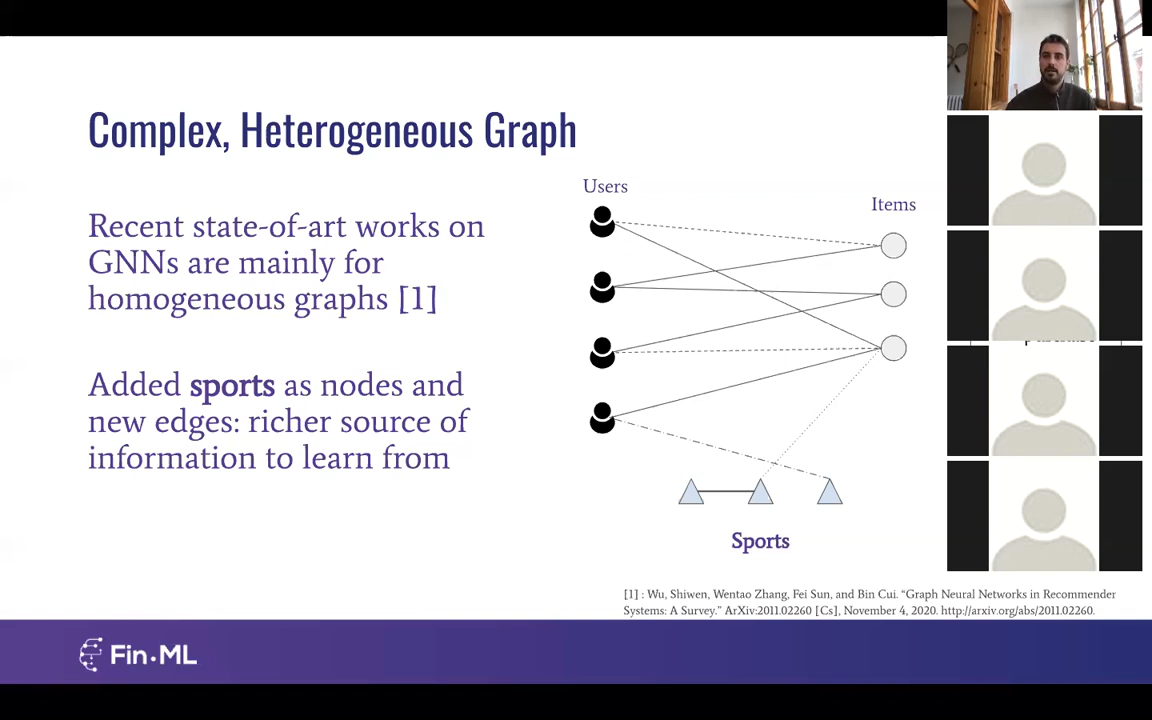 Complex, Heterogeneous Graph
Recent state-of-art works on
GNNs are mainly for
homogeneous graphs [1]
Added sports as nodes and
new edges: richer source of
information to learn from
Users
Items
Sports
[1] : Wu, Shiwen, Wentao Zhang, Fei Sun, and Bin Cui. “Graph Neural Networks in Recommender
Systems: A Survey.” ArXiv:2011.02260 [Cs], November 4, 2020. http://arxiv.org/abs/2011.02260.
Fin·ML